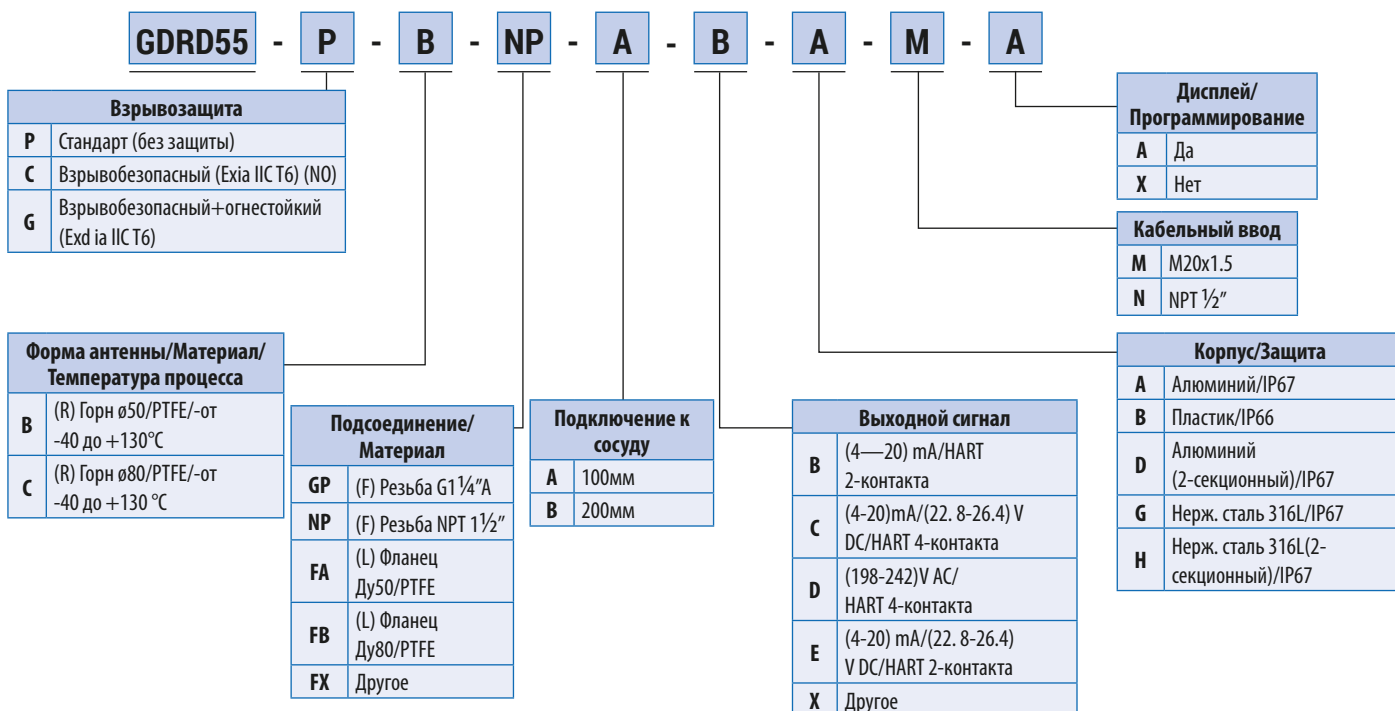 GDRD55 - P - B - NP - A - B - A - M - A
Взрывозащита
P Стандарт (без защиты)
C Взрывобезопасный (Exia IIC T6) (NO)
G Взрывобезопасный+огнестойкий
(Exd ia IIC T6)
Форма антенны/Материал/
Температура процесса
B (R) Горн ø50/PTFE/-от
-40 до +130°C
C (R) Горн ø80/PTFE/-от
-40 до +130 °C
Подсоединение/
Материал
GP (F) Резьба G1¼"A
NP (F) Резьба NPT 1½"
FA (L) Фланец
Ду50/PTFE
FB (L) Фланец
Ду80/PTFE
FX Другое
Подключение к
сосуду
A 100мм
B 200мм
Выходной сигнал
B (4—20) mA/HART
2-контакта
C (4-20)mA/(22. 8-26.4) V
DC/HART 4-контакта
D (198-242)V AC/
HART 4-контакта
E (4-20) mA/(22. 8-26.4)
V DC/HART 2-контакта
X Другое
Дисплей/
Программирование
A Да
X Нет
Кабельный ввод
M M20x1.5
N NPT ½"
Корпус/Защита
A Алюминий/IP67
B Пластик/IP66
D Алюминий
(2-секционный)/IP67
G Нерж. сталь 316L/IP67
H Нерж. сталь 316L(2-
секционный)/IP67